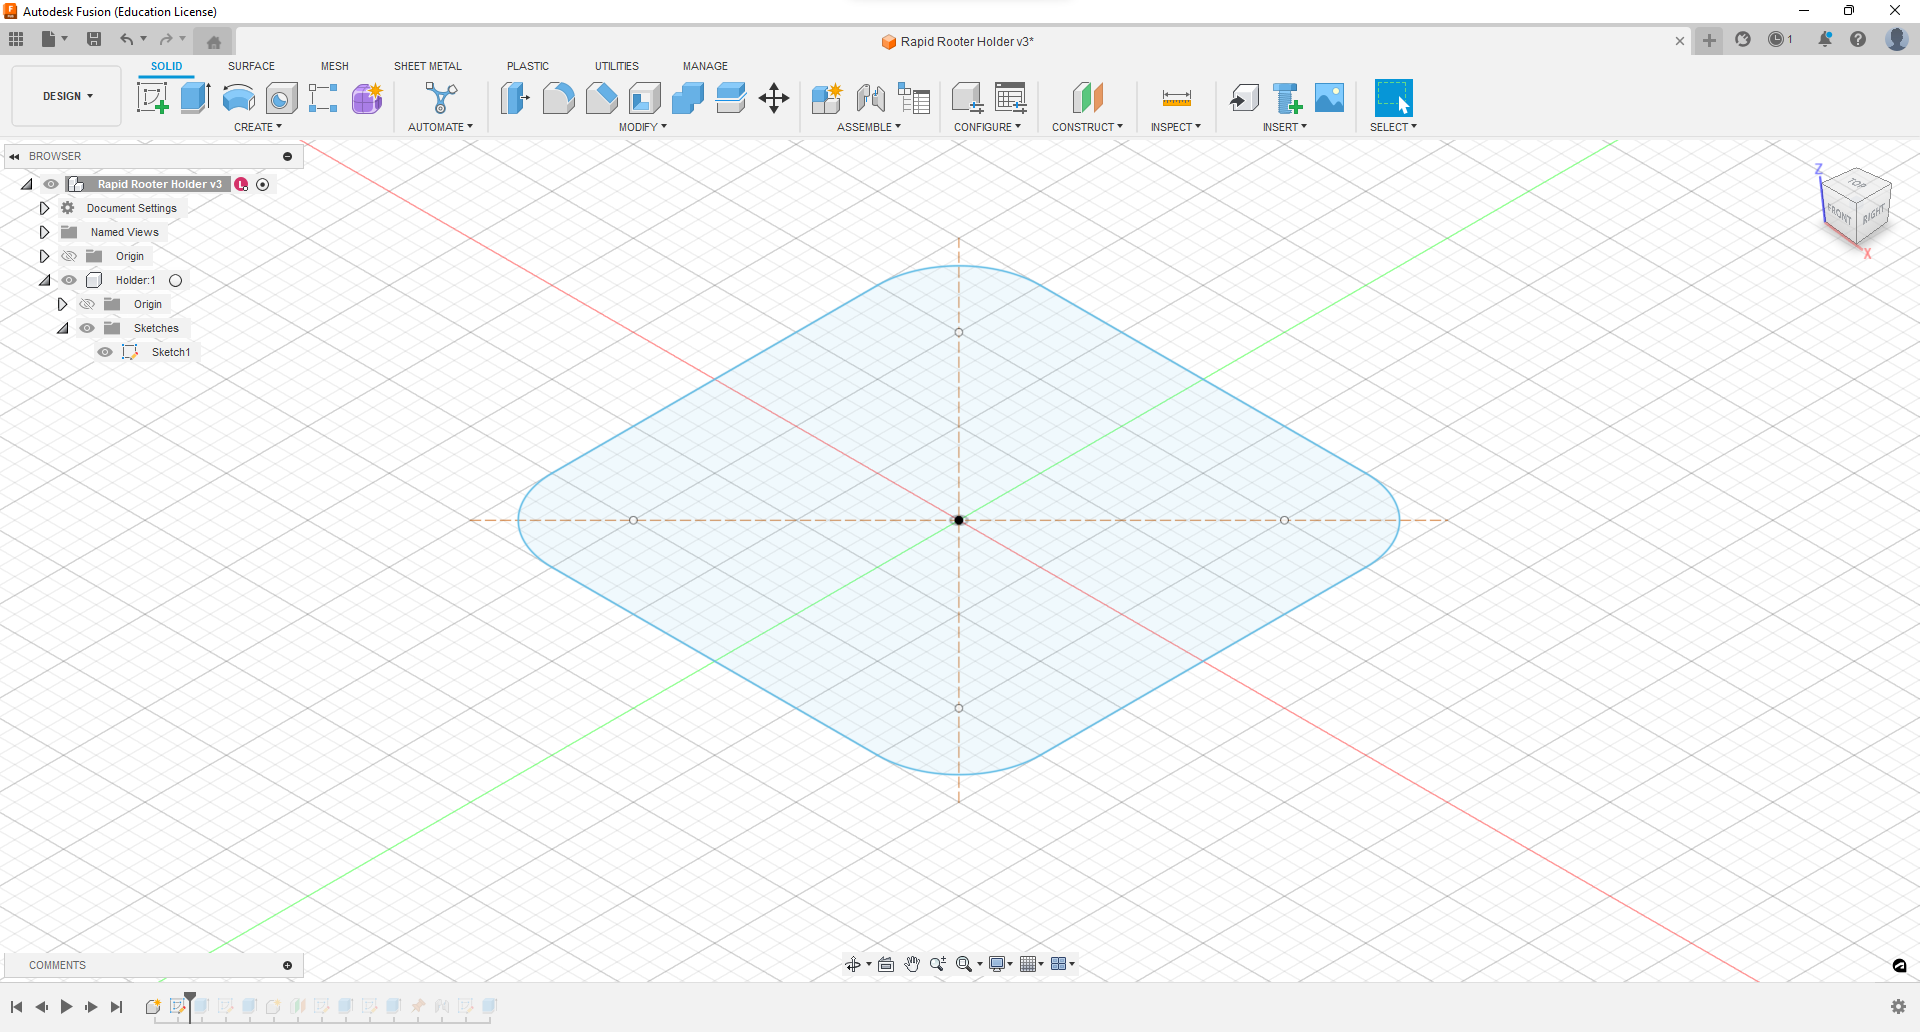 Autodesk Fusion (Education License)
Rapid Rooter Holder v3*
1
DESIGN
SOLID SURFACE MESH SHEET METAL PLASTIC UTILITIES MANAGE
CREATE AUTOMATE MODIFY ASSEMBLE CONFIGURE CONSTRUCT INSPECT INSERT SELECT
BROWSER
Rapid Rooter Holder v3
L
Document Settings
Named Views
Origin
Holder:1
Origin
Sketches
Sketch1
Z
TOP
FRONT
RIGHT
X
COMMENTS